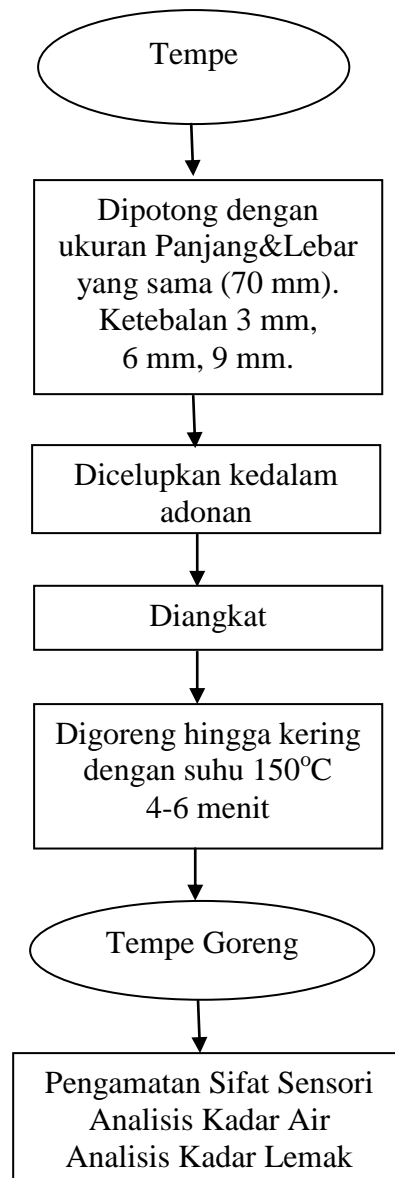 Tempe
Dipotong dengan
ukuran Panjang&Lebar
yang sama (70 mm).
Ketebalan 3 mm,
6 mm, 9 mm.
Dicelupkan kedalam
adonan
Diangkat
Digoreng hingga kering
dengan suhu 150°C
4-6 menit
Tempe Goreng
Pengamatan Sifat Sensori
Analisis Kadar Air
Analisis Kadar Lemak